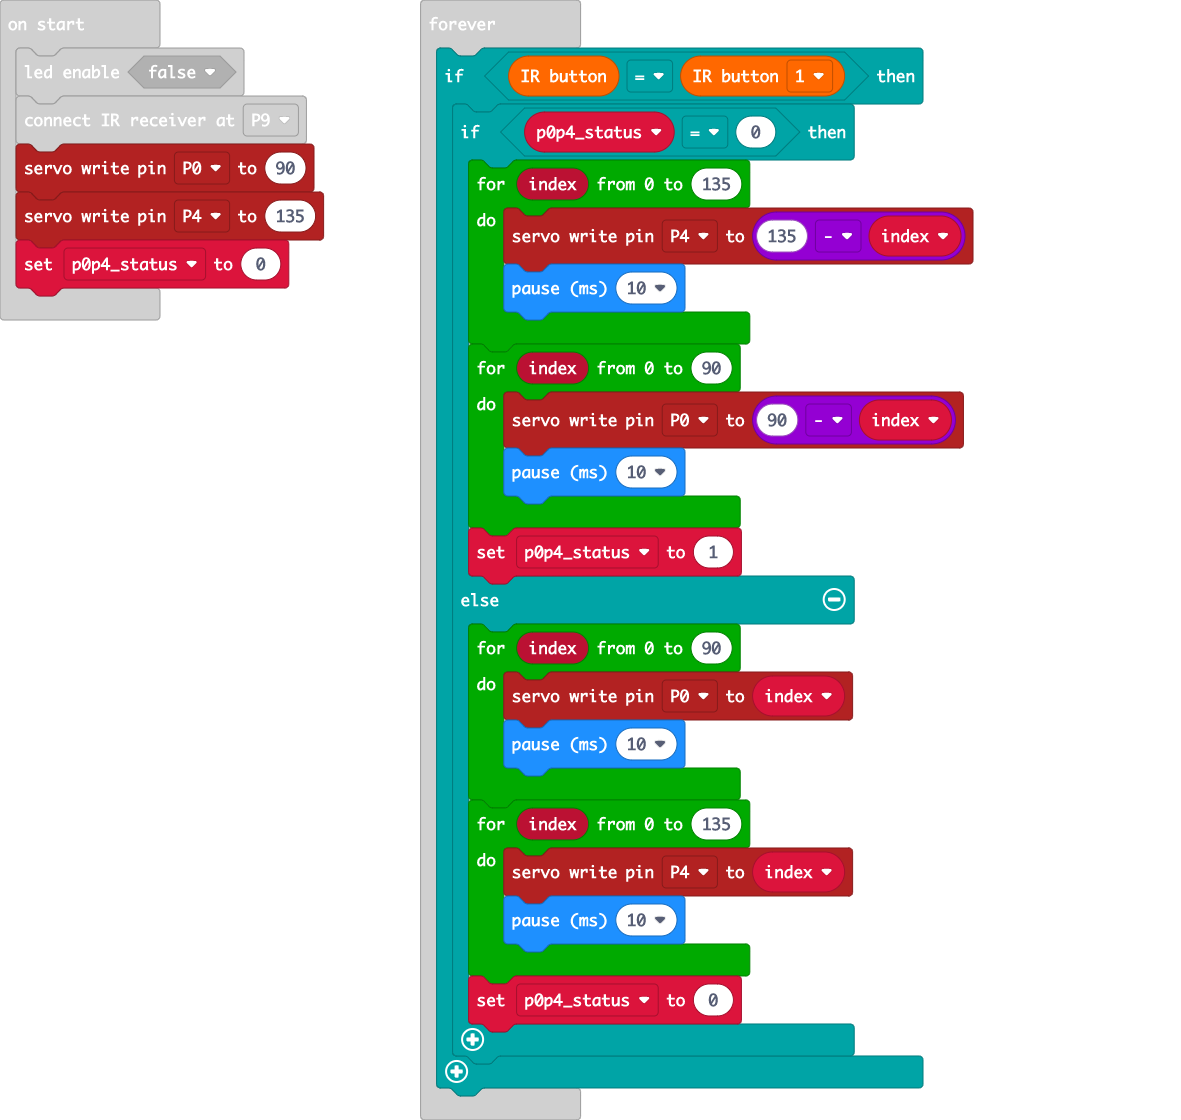 on start
led enable false
connect IR receiver at P9
servo write pin P0 to 90
servo write pin P4 to 135
set p0p4_status to 0
forever
if IR button = IR button 1 then
if p0p4_status = 0 then
for index from 0 to 135
do
servo write pin P4 to 135 - index
pause (ms) 10
for index from 0 to 90
do
servo write pin P0 to 90 - index
pause (ms) 10
set p0p4_status to 1
else
for index from 0 to 90
do
servo write pin P0 to index
pause (ms) 10
for index from 0 to 135
do
servo write pin P4 to index
pause (ms) 10
set p0p4_status to 0